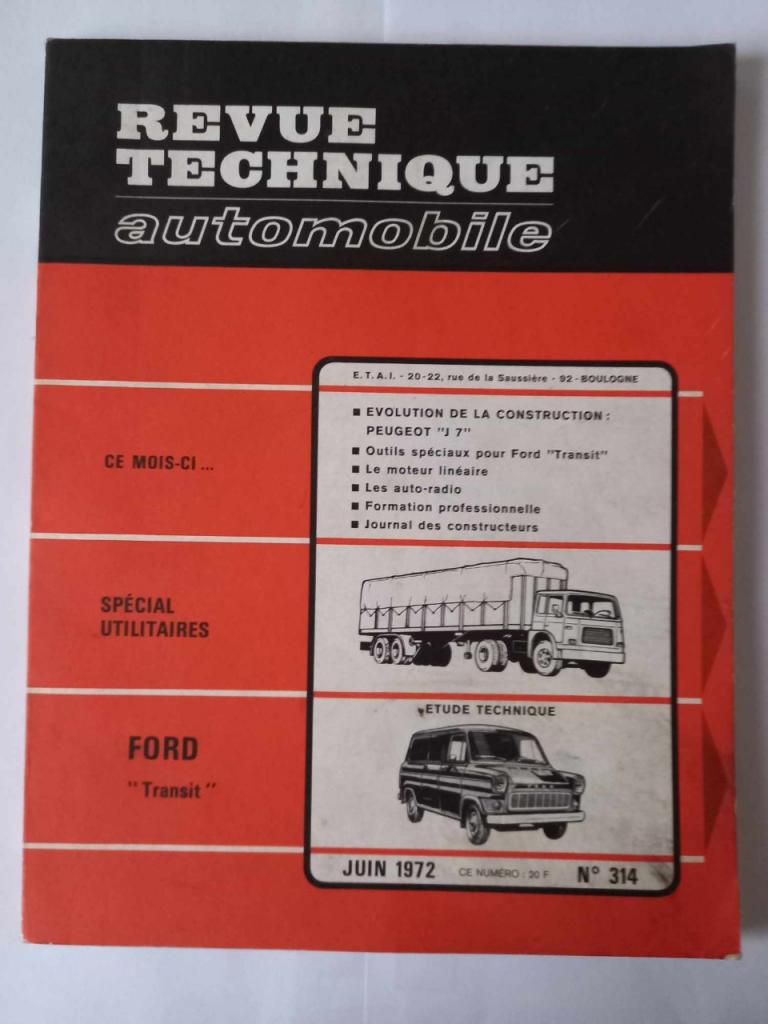 REVUE
TECHNIQUE
automobile
E.T.A.I. - 20-22, rue de la Saussière - 92 - BOULOGNE
CE MOIS-CI ...
■ EVOLUTION DE LA CONSTRUCTION :
PEUGEOT "J 7"
■ Outils spéciaux pour Ford "Transit"
■ Le moteur linéaire
■ Les auto-radio
■ Formation professionnelle
■ Journal des constructeurs
SPÉCIAL
UTILITAIRES
ETUDE TECHNIQUE
FORD
"Transit"
FORD
JUIN 1972 CE NUMÉRO : 20 F N° 314